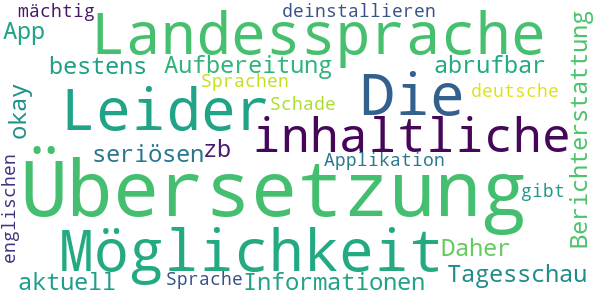 mächtig
deinstallieren
App
Landessprache
bestens
Aufbereitung
abrufbar
Sprachen
Leider
Die
deutsche
Schade
okay
inhaltliche
Berichterstattung
seriösen
zb
Applikation
englischen
Übersetzung
gibt
Möglichkeit
Daher
Tagesschau
aktuell
Sprache
Informationen